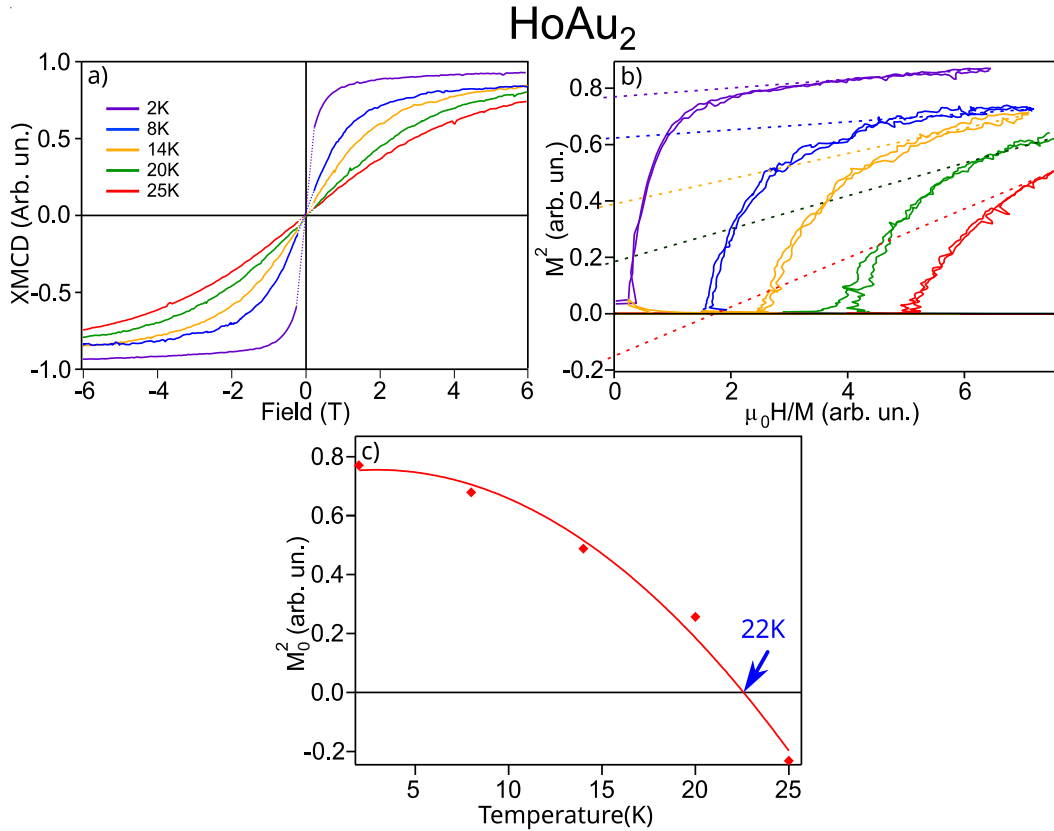 HoAu₂
a)
XMCD (Arb. un.)
1.0
0.5
0.0
-0.5
-1.0
2K
8K
14K
20K
25K
-6 -4 -2 0 2 4 6
Field (T)
b)
M² (arb. un.)
0.8
0.6
0.4
0.2
0.0
-0.2
0 2 4 6
μ₀H/M (arb. un.)
c)
M₀² (arb. un.)
0.8
0.6
0.4
0.2
0.0
-0.2
22K
5 10 15 20 25
Temperature(K)